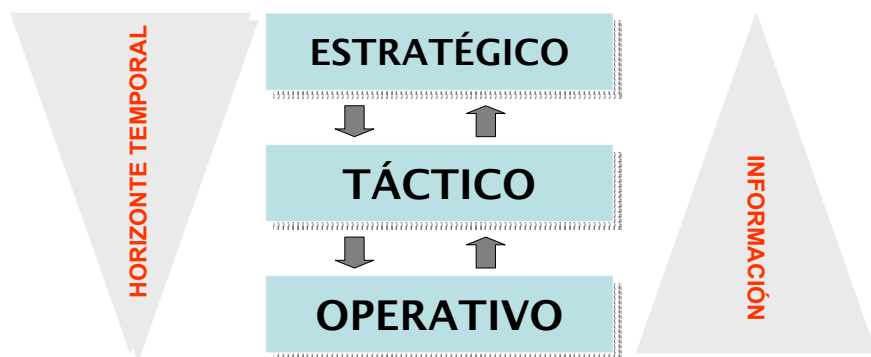 HORIZONTE TEMPORAL
ESTRATÉGICO
TÁCTICO
OPERATIVO
INFORMACIÓN